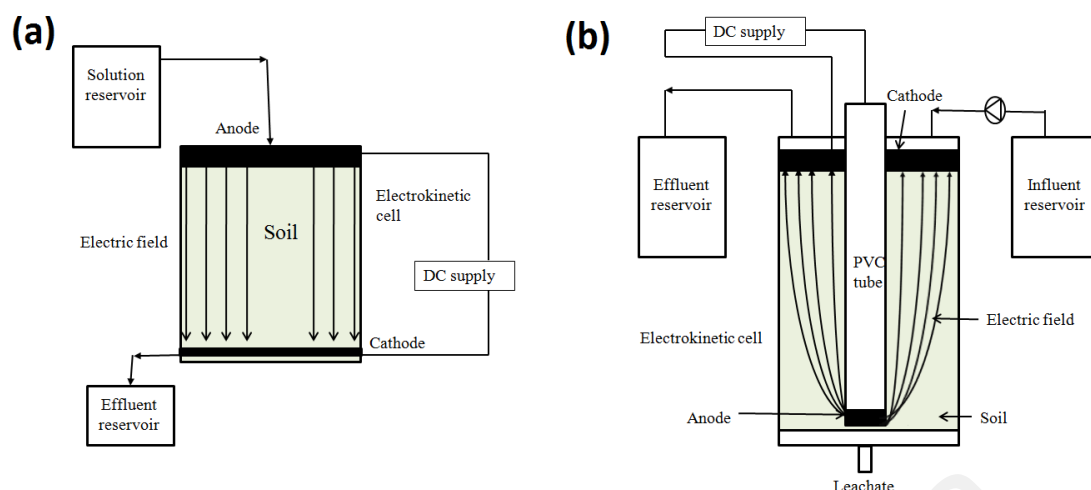 (a)
Solution
reservoir
Anode
Electrokinetic
cell
Electric field
Soil
DC supply
Cathode
Effluent
reservoir
(b)
DC supply
Cathode
Effluent
reservoir
Influent
reservoir
PVC
tube
Electric field
Electrokinetic cell
Anode
Soil
Leachate